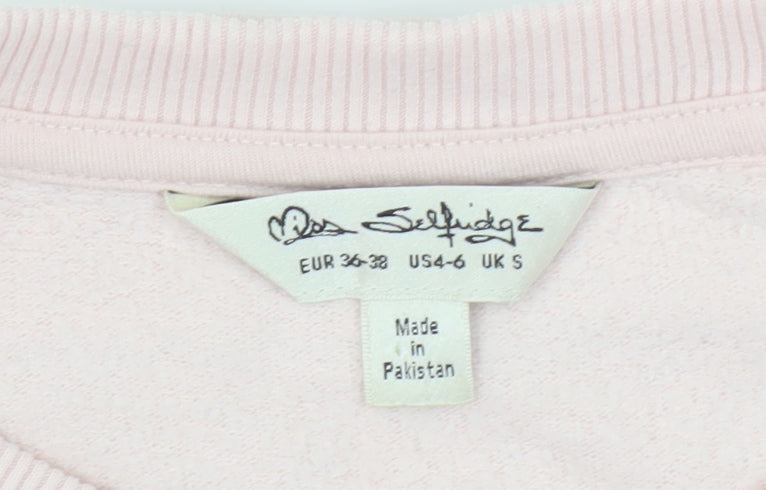 Miss Selfridge
EUR 36-38 US4-6 UK S
Made
in
Pakistan